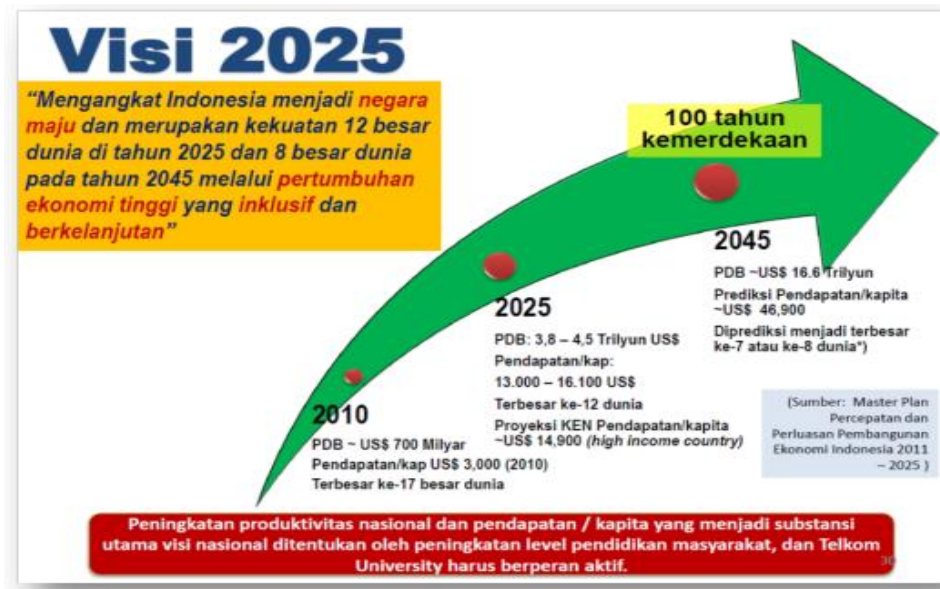 Visi 2025
“Mengangkat Indonesia menjadi negara
maju dan merupakan kekuatan 12 besar
dunia di tahun 2025 dan 8 besar dunia
pada tahun 2045 melalui pertumbuhan
ekonomi tinggi yang inklusif dan
berkelanjutan”
100 tahun
kemerdekaan
2045
PDB ~US$ 16.6 Trilyun
Prediksi Pendapatan/kapita
~US$ 46,900
Diprediksi menjadi terbesar
ke-7 atau ke-8 dunia*)
2025
PDB: 3,8 – 4,5 Trilyun US$
Pendapatan/kap:
13.000 – 16.100 US$
Terbesar ke-12 dunia
Proyeksi KEN Pendapatan/kapita
~US$ 14,900 (high income country)
2010
PDB ~ US$ 700 Milyar
Pendapatan/kap US$ 3,000 (2010)
Terbesar ke-17 besar dunia
(Sumber: Master Plan
Percepatan dan
Perluasan Pembangunan
Ekonomi Indonesia 2011
– 2025 )
Peningkatan produktivitas nasional dan pendapatan / kapita yang menjadi substansi
utama visi nasional ditentukan oleh peningkatan level pendidikan masyarakat, dan Telkom
University harus berperan aktif.